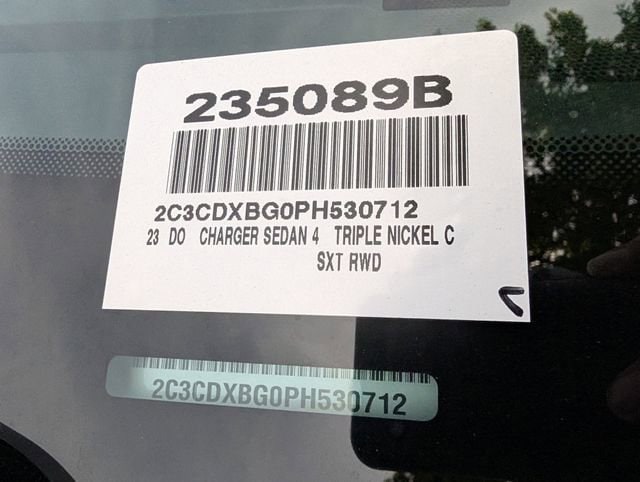 235089B
2C3CDXBG0PH530712
23 DO CHARGER SEDAN 4 TRIPLE NICKEL C
SXT RWD
2C3CDXBG0PH530712